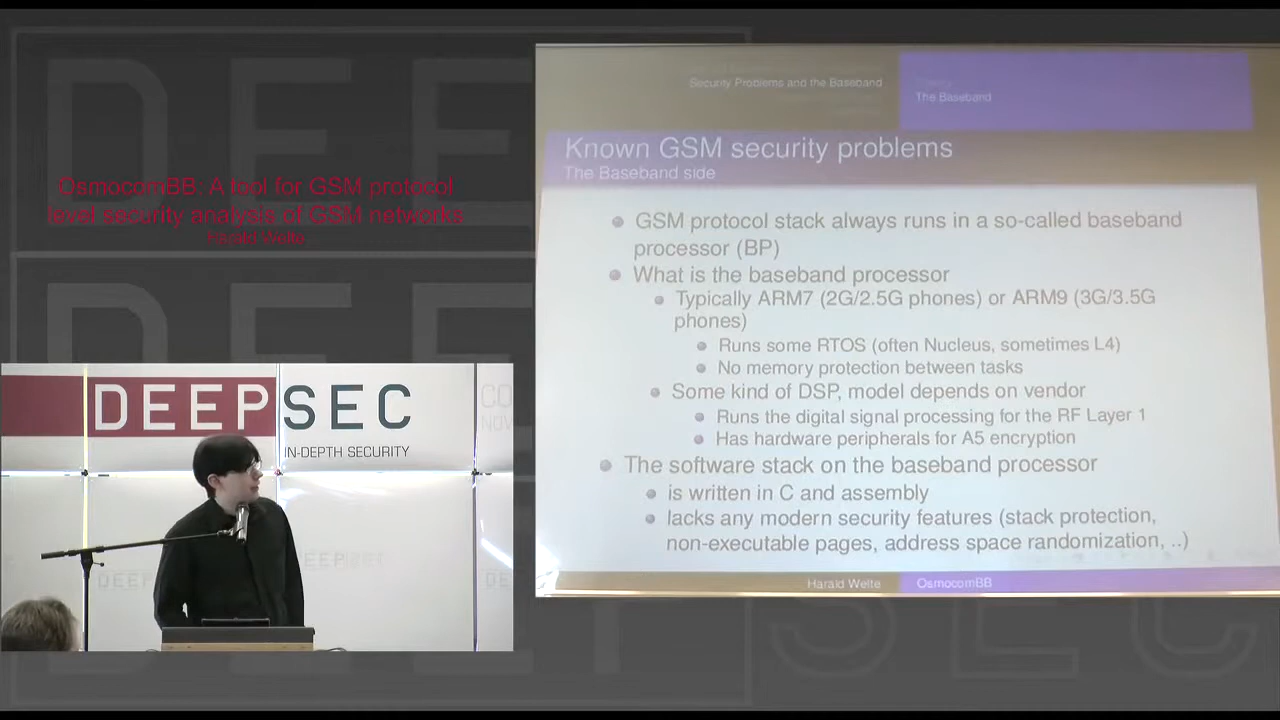 OsmocomBB: A tool for GSM protocol
level security analysis of GSM networks
Harald Welte
DEEPSEC
IN-DEPTH SECURITY
Security Problems and the Baseband
The Baseband
Known GSM security problems
The Baseband side
GSM protocol stack always runs in a so-called baseband
processor (BP)
What is the baseband processor
Typically ARM7 (2G/2.5G phones) or ARM9 (3G/3.5G
phones)
Runs some RTOS (often Nucleus, sometimes L4)
No memory protection between tasks
Some kind of DSP, model depends on vendor
Runs the digital signal processing for the RF Layer 1
Has hardware peripherals for A5 encryption
The software stack on the baseband processor
is written in C and assembly
lacks any modern security features (stack protection,
non-executable pages, address space randomization, ..)
Harald Welte
OsmocomBB